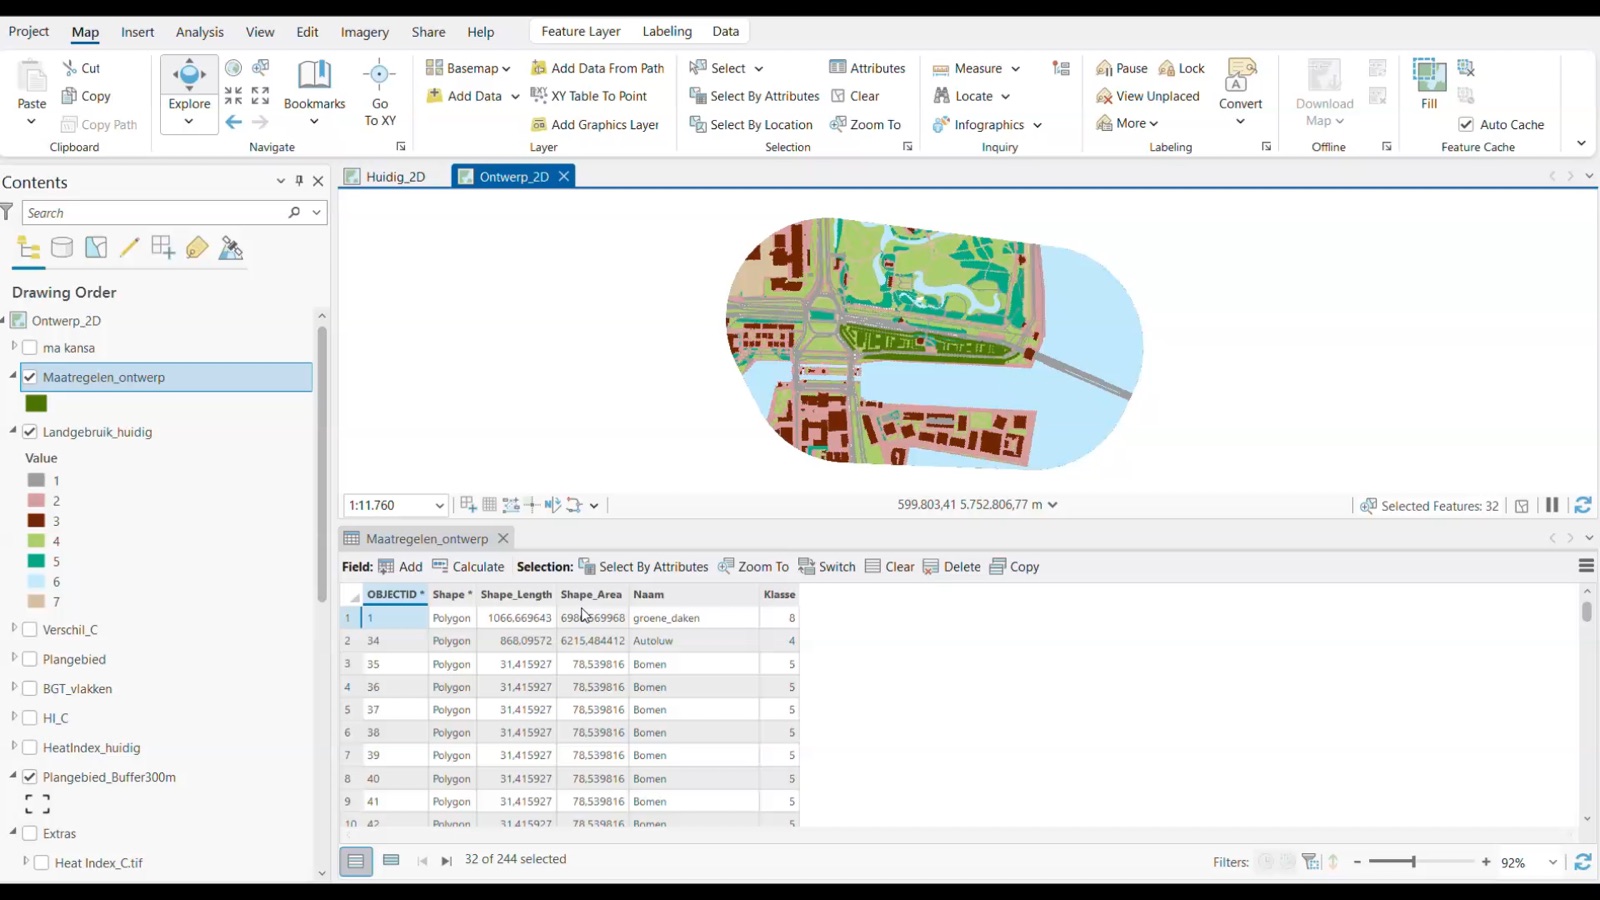 Project Map Insert Analysis View Edit Imagery Share Help Feature Layer Labeling Data
Paste
Cut
Copy
Copy Path
Clipboard
Explore
Bookmarks
Go
To XY
Navigate
Basemap
Add Data
Add Data From Path
XY Table To Point
Add Graphics Layer
Layer
Select
Select By Attributes
Select By Location
Attributes
Clear
Zoom To
Selection
Measure
Locate
Infographics
Inquiry
Pause
Lock
View Unplaced
More
Convert
Labeling
Download
Map
Offline
Fill
Auto Cache
Feature Cache
Contents
Search
Drawing Order
Ontwerp_2D
ma kansa
Maatregelen_ontwerp
Landgebruik_huidig
Value
1
2
3
4
5
6
7
Verschil_C
Plangebied
BGT_vlakken
HI_C
HeatIndex_huidig
Plangebied_Buffer300m
Extras
Heat Index_C.tif
Huidig_2D
Ontwerp_2D
1:11.760
599.803,41 5.752.806,77 m
Selected Features: 32
Maatregelen_ontwerp
Field: Add Calculate Selection: Select By Attributes Zoom To Switch Clear Delete Copy
OBJECTID * Shape * Shape_Length Shape_Area Naam Klasse
1 1 Polygon 1066,669643 groene_daken 8
2 34 Polygon 868,09572 6215,484412 Autoluw 4
3 35 Polygon 31,415927 78,539816 Bomen 5
4 36 Polygon 31,415927 78,539816 Bomen 5
5 37 Polygon 31,415927 78,539816 Bomen 5
6 38 Polygon 31,415927 78,539816 Bomen 5
7 39 Polygon 31,415927 78,539816 Bomen 5
8 40 Polygon 31,415927 78,539816 Bomen 5
9 41 Polygon 31,415927 78,539816 Bomen 5
10 42 Polygon 31,415927 78,539816 Bomen 5
32 of 244 selected
Filters:
92%